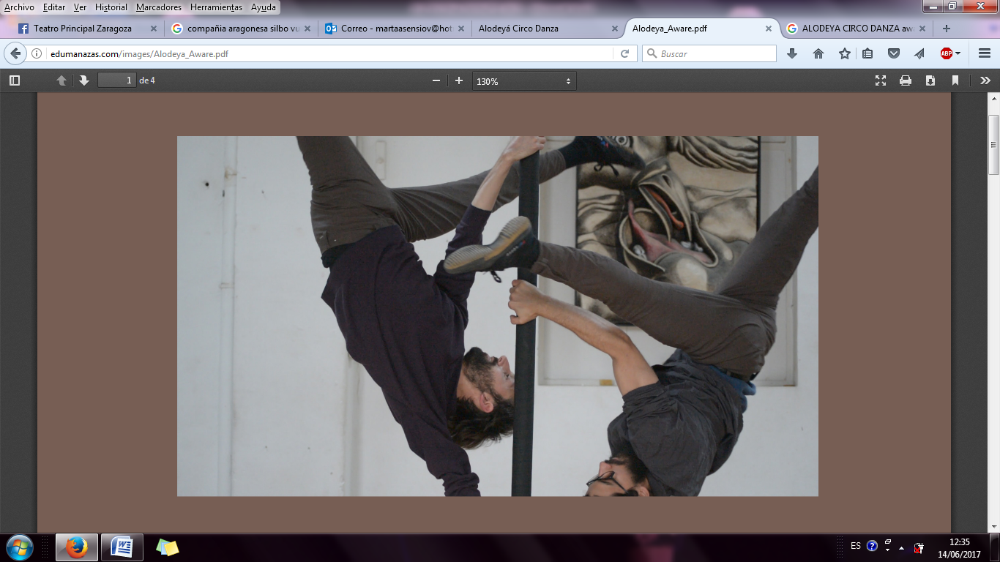 Archivo Editar Ver Historial Marcadores Herramientas Ayuda
Teatro Principal Zaragoza
compañia aragonesa silbo vu
Correo - martaasensiov@hot
Alodeyá Circo Danza
Alodeya_Aware.pdf
ALODEYA CIRCO DANZA aw
edumanazas.com/images/Alodeya_Aware.pdf
Buscar
ABP
1 de 4
130%
ES
12:35
14/06/2017